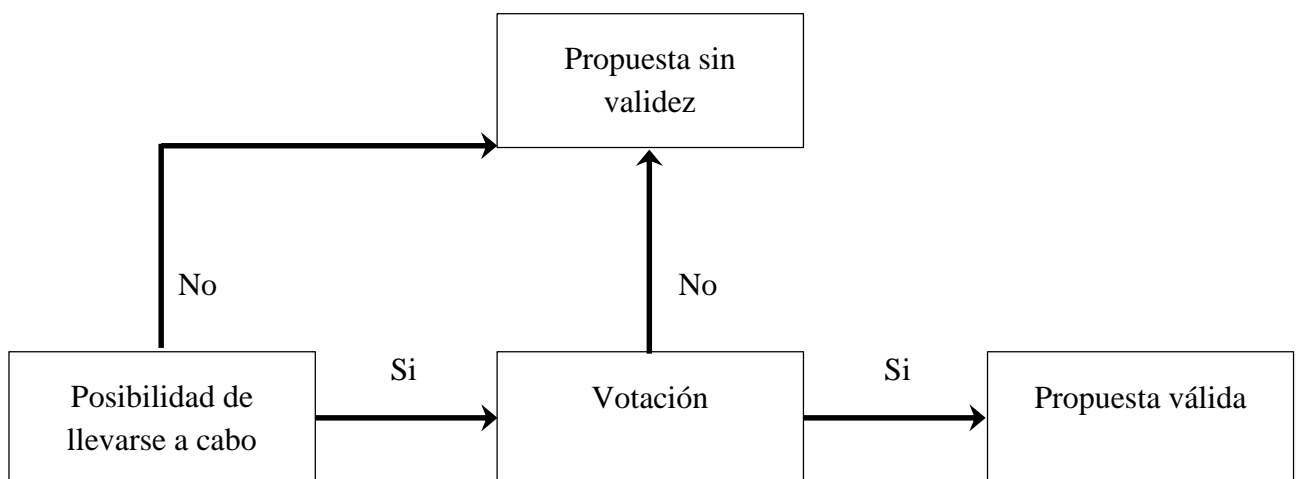 Propuesta sin
validez
No
No
Si
Si
Posibilidad de
llevarse a cabo
Votación
Propuesta válida